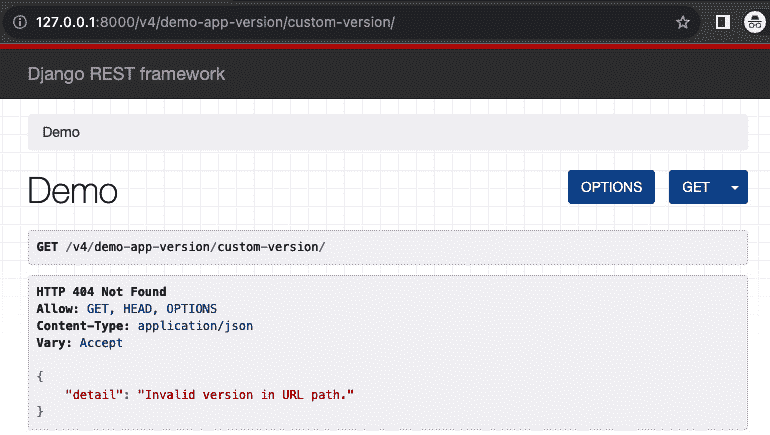 127.0.0.1:8000/v4/demo-app-version/custom-version/
Django REST framework
Demo
Demo
OPTIONS
GET
GET /v4/demo-app-version/custom-version/
HTTP 404 Not Found
Allow: GET, HEAD, OPTIONS
Content-Type: application/json
Vary: Accept
{
    "detail": "Invalid version in URL path."
}